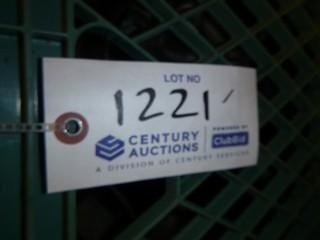 LOT NO
1221
CENTURY AUCTIONS
POWERED BY
ClubBid
A DIVISION OF CENTURY SERVICES